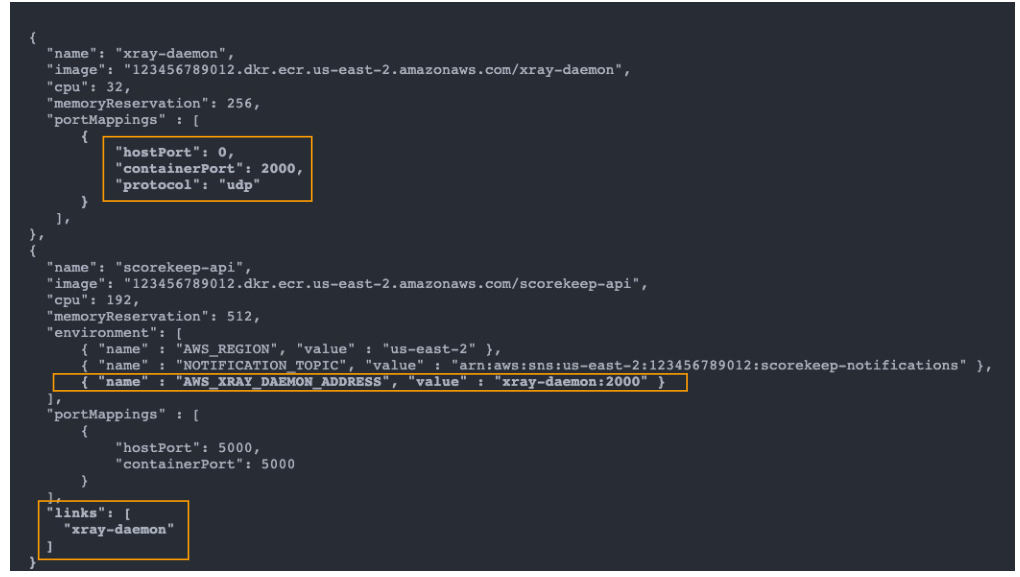 {
"name": "xray-daemon",
"image": "123456789012.dkr.ecr.us-east-2.amazonaws.com/xray-daemon",
"cpu": 32,
"memoryReservation": 256,
"portMappings" : [
{
"hostPort": 0,
"containerPort": 2000,
"protocol": "udp"
}
],
},
{
"name": "scorekeep-api",
"image": "123456789012.dkr.ecr.us-east-2.amazonaws.com/scorekeep-api",
"cpu": 192,
"memoryReservation": 512,
"environment": [
{ "name" : "AWS_REGION", "value" : "us-east-2" },
{ "name" : "NOTIFICATION_TOPIC", "value" : "arn:aws:sns:us-east-2:123456789012:scorekeep-notifications" },
{ "name" : "AWS_XRAY_DAEMON_ADDRESS", "value" : "xray-daemon:2000" }
],
"portMappings" : [
{
"hostPort": 5000,
"containerPort": 5000
}
],
"links": [
"xray-daemon"
]
}